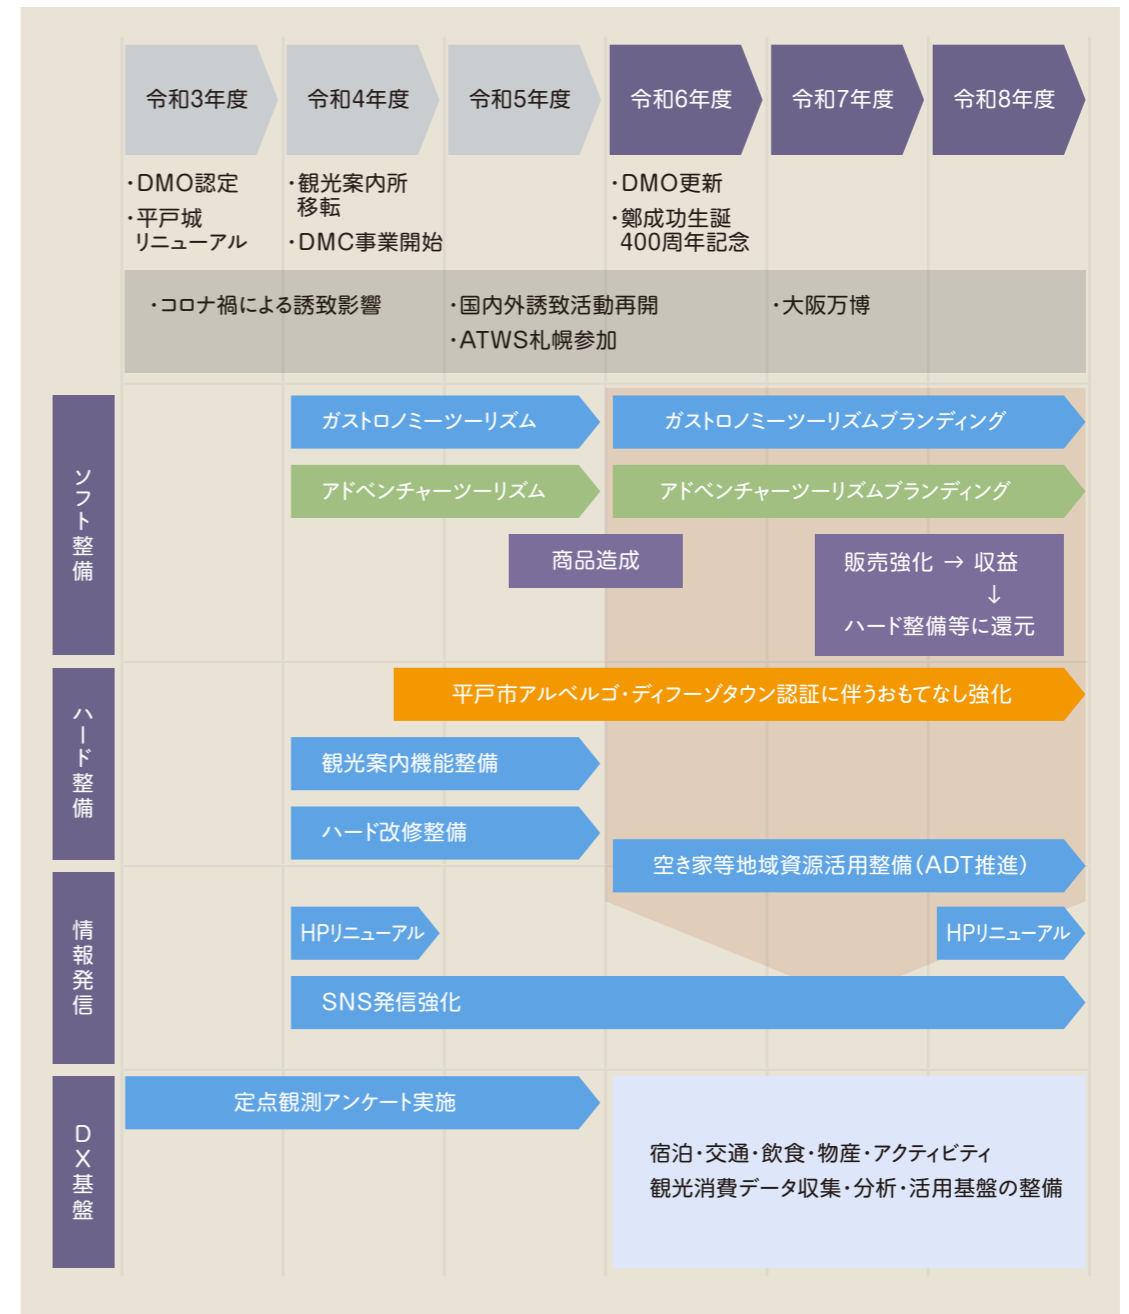 令和3年度
令和4年度
令和5年度
令和6年度
令和7年度
令和8年度
・DMO認定
・平戸城
リニューアル
・観光案内所
移転
・DMC事業開始
・DMO更新
・鄭成功生誕
400周年記念
・コロナ禍による誘致影響
・国内外誘致活動再開
・ATWS札幌参加
・大阪万博
ソフト整備
ガストロノミーツーリズム
ガストロノミーツーリズムブランディング
アドベンチャーツーリズム
アドベンチャーツーリズムブランディング
商品造成
販売強化 → 収益
↓
ハード整備等に還元
ハード整備
平戸市アルベルゴ・ディフーゾタウン認証に伴うおもてなし強化
観光案内機能整備
ハード改修整備
空き家等地域資源活用整備(ADT推進)
情報発信
HPリニューアル
HPリニューアル
SNS発信強化
DX基盤
定点観測アンケート実施
宿泊・交通・飲食・物産・アクティビティ
観光消費データ収集・分析・活用基盤の整備